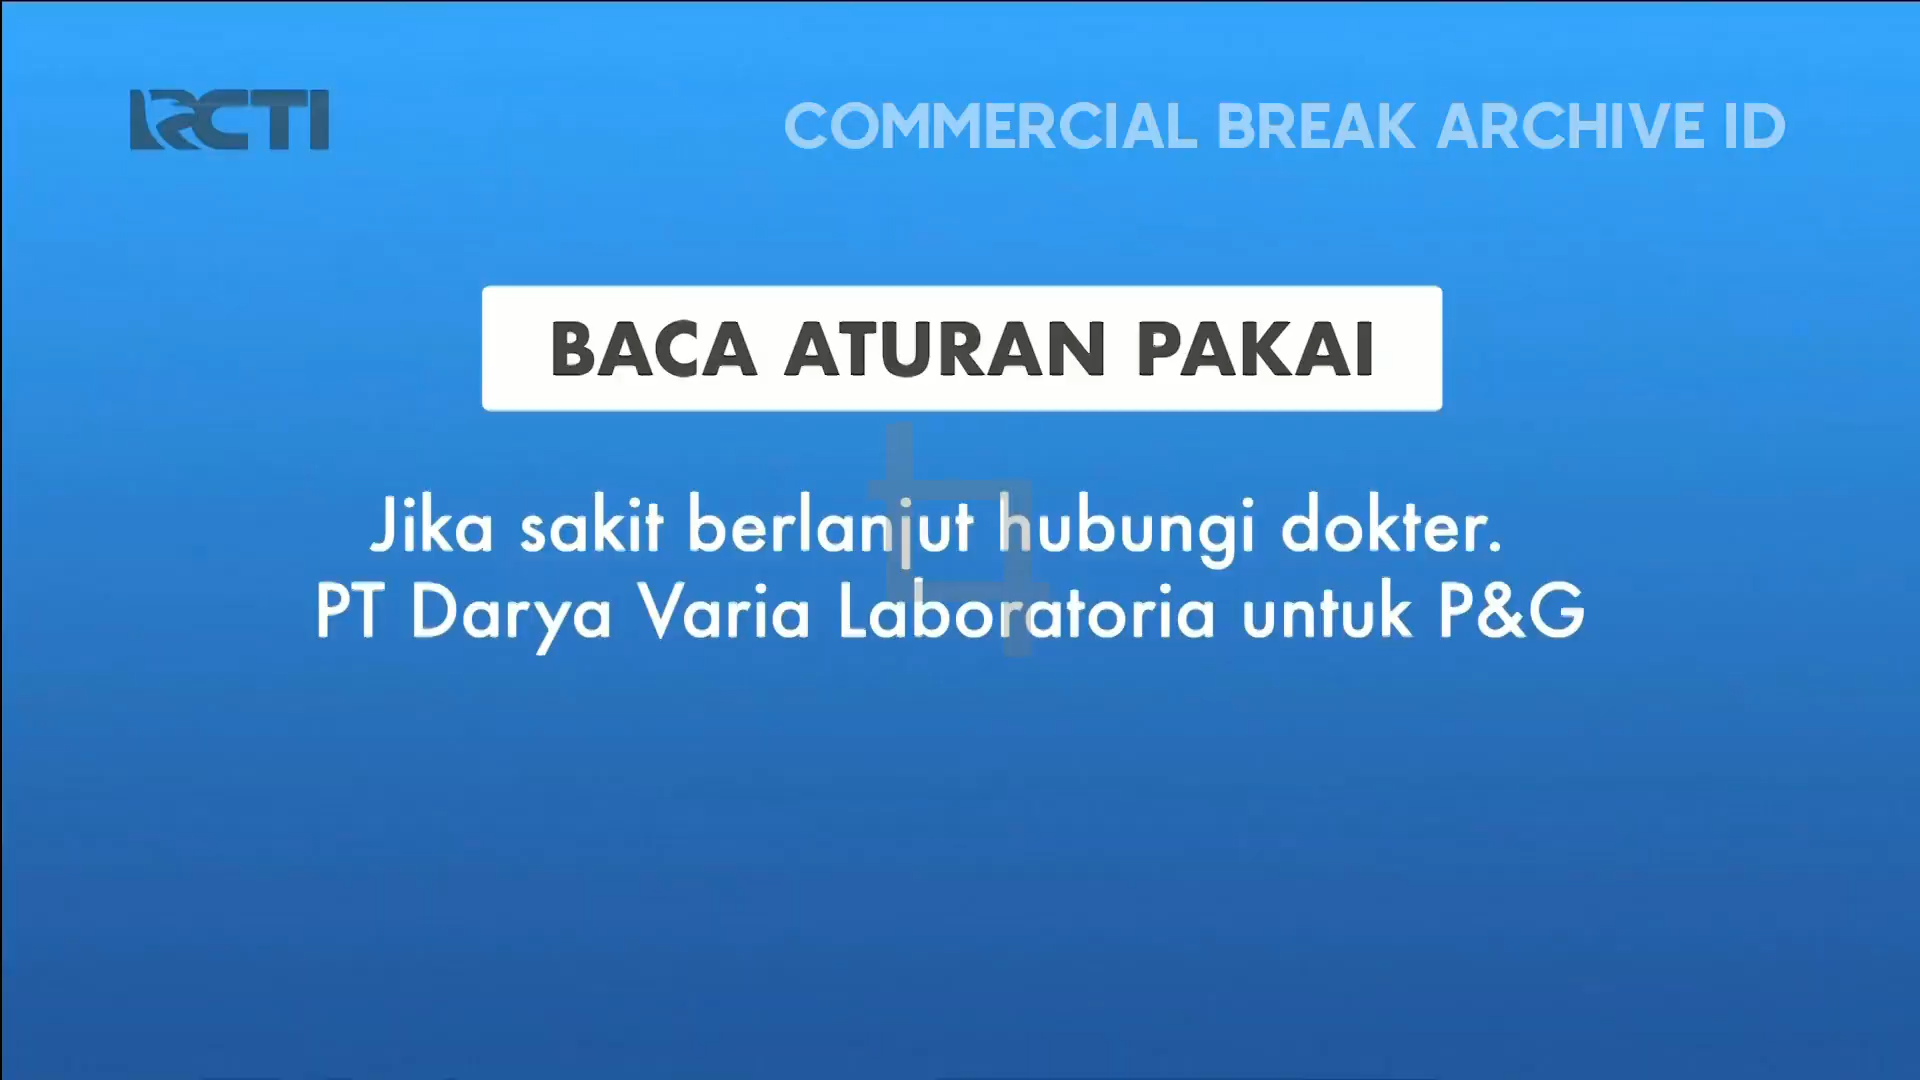 RCTI
COMMERCIAL BREAK ARCHIVE ID
BACA ATURAN PAKAI
Jika sakit berlanjut hubungi dokter.
PT Darya Varia Laboratoria untuk P&G